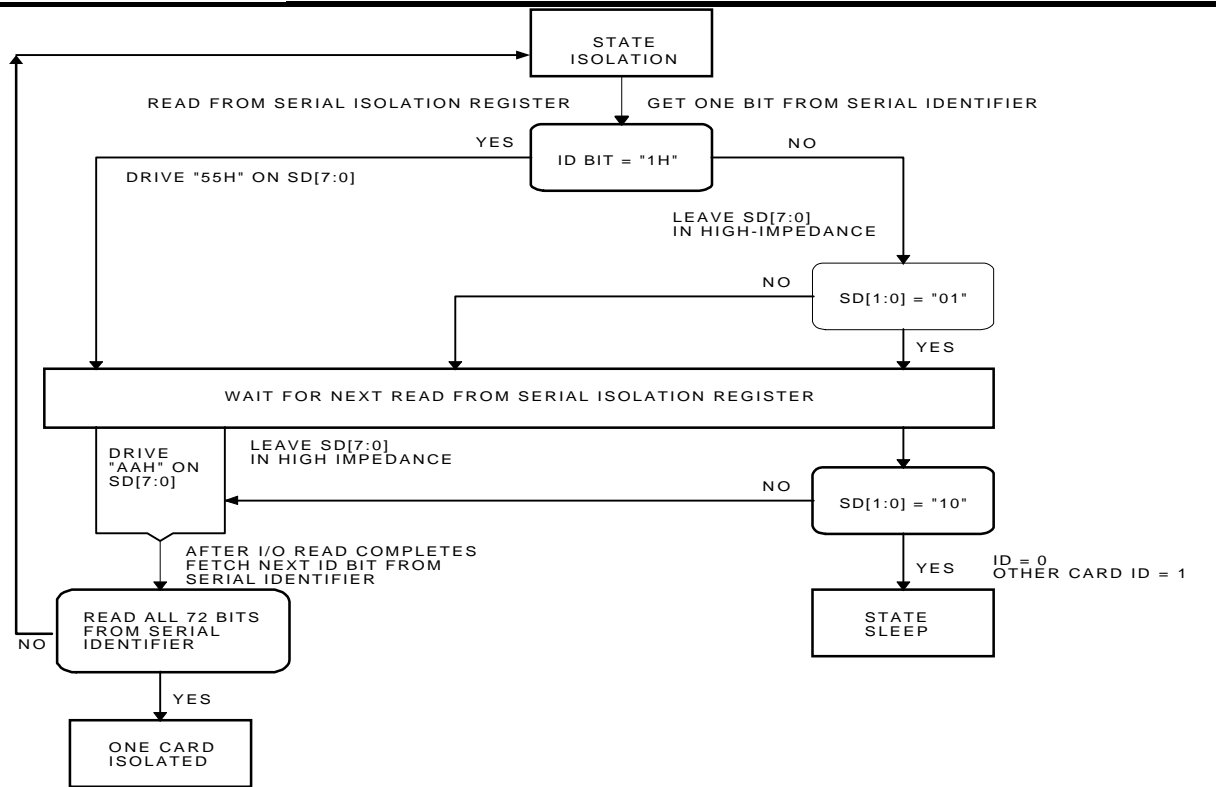 STATE
ISOLATION
READ FROM SERIAL ISOLATION REGISTER
GET ONE BIT FROM SERIAL IDENTIFIER
YES
ID BIT = "1H"
NO
DRIVE "55H" ON SD[7:0]
LEAVE SD[7:0]
IN HIGH-IMPEDANCE
NO
SD[1:0] = "01"
YES
WAIT FOR NEXT READ FROM SERIAL ISOLATION REGISTER
DRIVE
"AAH" ON
SD[7:0]
LEAVE SD[7:0]
IN HIGH IMPEDANCE
NO
SD[1:0] = "10"
AFTER I/O READ COMPLETES
FETCH NEXT ID BIT FROM
SERIAL IDENTIFIER
YES
ID = 0
OTHER CARD ID = 1
READ ALL 72 BITS
FROM SERIAL
IDENTIFIER
NO
STATE
SLEEP
YES
ONE CARD
ISOLATED